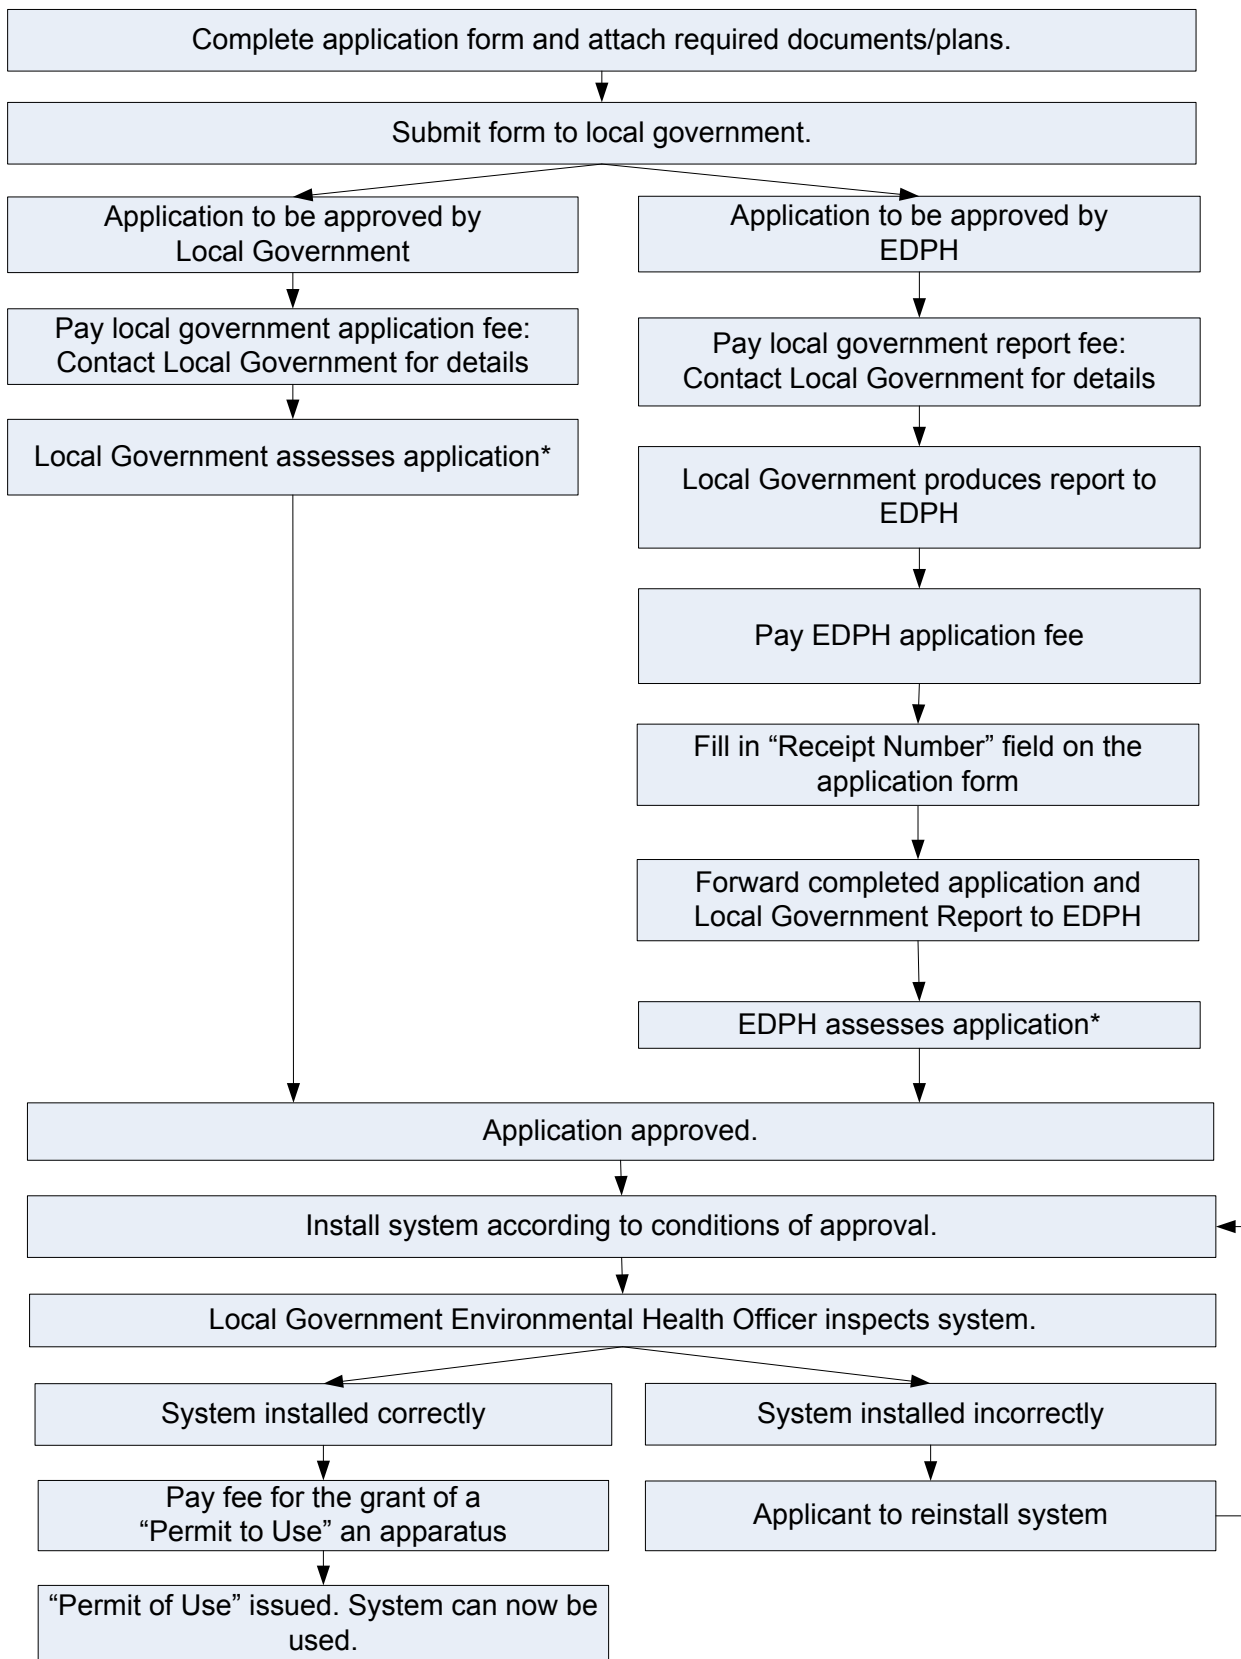 Complete application form and attach required documents/plans.
Submit form to local government.
Application to be approved by
Local Government
Pay local government application fee:
Contact Local Government for details
Local Government assesses application*
Application to be approved by
EDPH
Pay local government report fee:
Contact Local Government for details
Local Government produces report to
EDPH
Pay EDPH application fee
Fill in “Receipt Number” field on the
application form
Forward completed application and
Local Government Report to EDPH
EDPH assesses application*
Application approved.
Install system according to conditions of approval.
Local Government Environmental Health Officer inspects system.
System installed correctly
Pay fee for the grant of a
“Permit to Use” an apparatus
“Permit of Use” issued. System can now be
used.
System installed incorrectly
Applicant to reinstall system